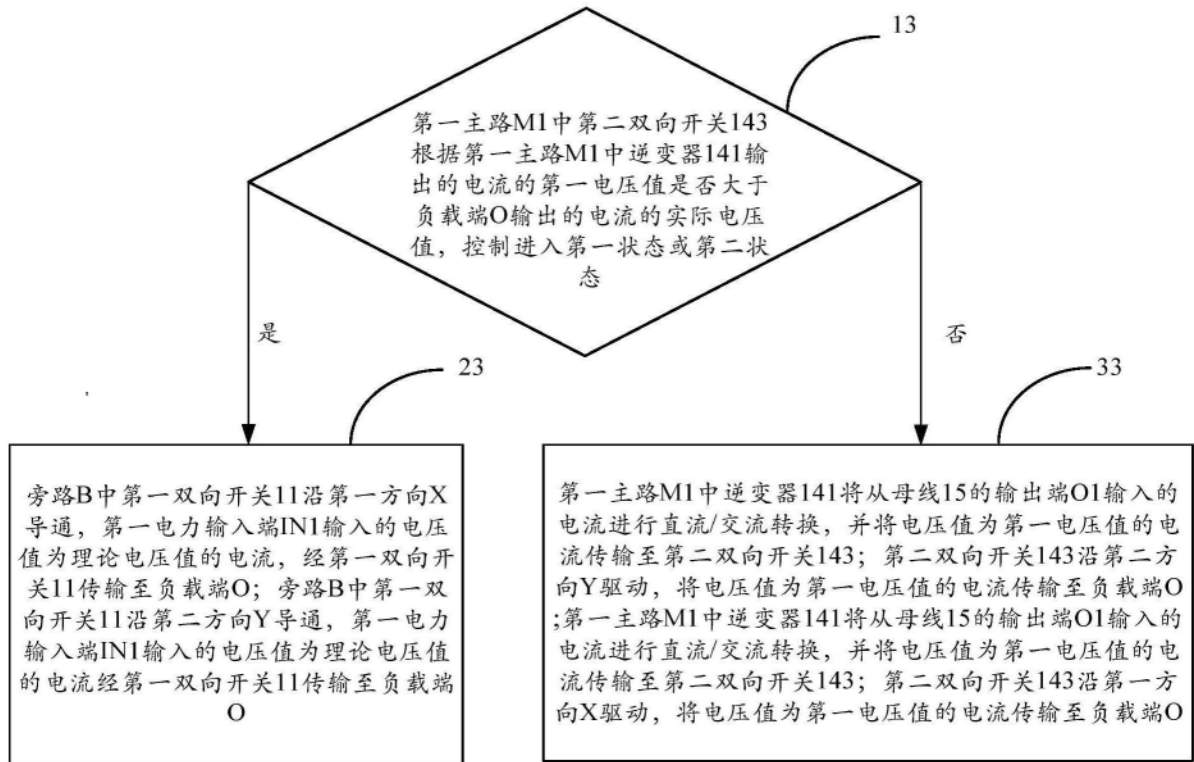 13
第一主路M1中第二双向开关143
根据第一主路M1中逆变器141输
出的电流的第一电压值是否大于
负载端O输出的电流的实际电压
值，控制进入第一状态或第二状
态
是
否
23
33
旁路B中第一双向开关11沿第一方向X
导通，第一电力输入端IN1输入的电压
值为理论电压值的电流，经第一双向开
关11传输至负载端O；旁路B中第一双
向开关11沿第二方向Y导通，第一电力
输入端IN1输入的电压值为理论电压值
的电流经第一双向开关11传输至负载端
O
第一主路M1中逆变器141将从母线15的输出端O1输入的
电流进行直流/交流转换，并将电压值为第一电压值的电
流传输至第二双向开关143；第二双向开关143沿第二方
向Y驱动，将电压值为第一电压值的电流传输至负载端O
;第一主路M1中逆变器141将从母线15的输出端O1输入的
电流进行直流/交流转换，并将电压值为第一电压值的电
流传输至第二双向开关143；第二双向开关143沿第一方
向X驱动，将电压值为第一电压值的电流传输至负载端O